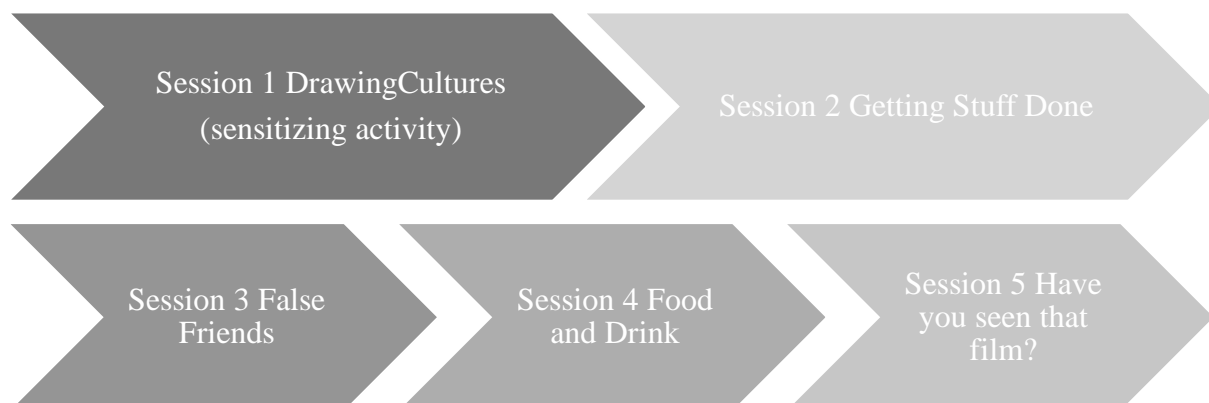 Session 1 DrawingCultures
(sensitizing activity)
Session 2 Getting Stuff Done
Session 3 False
Friends
Session 4 Food
and Drink
Session 5 Have
you seen that
film?